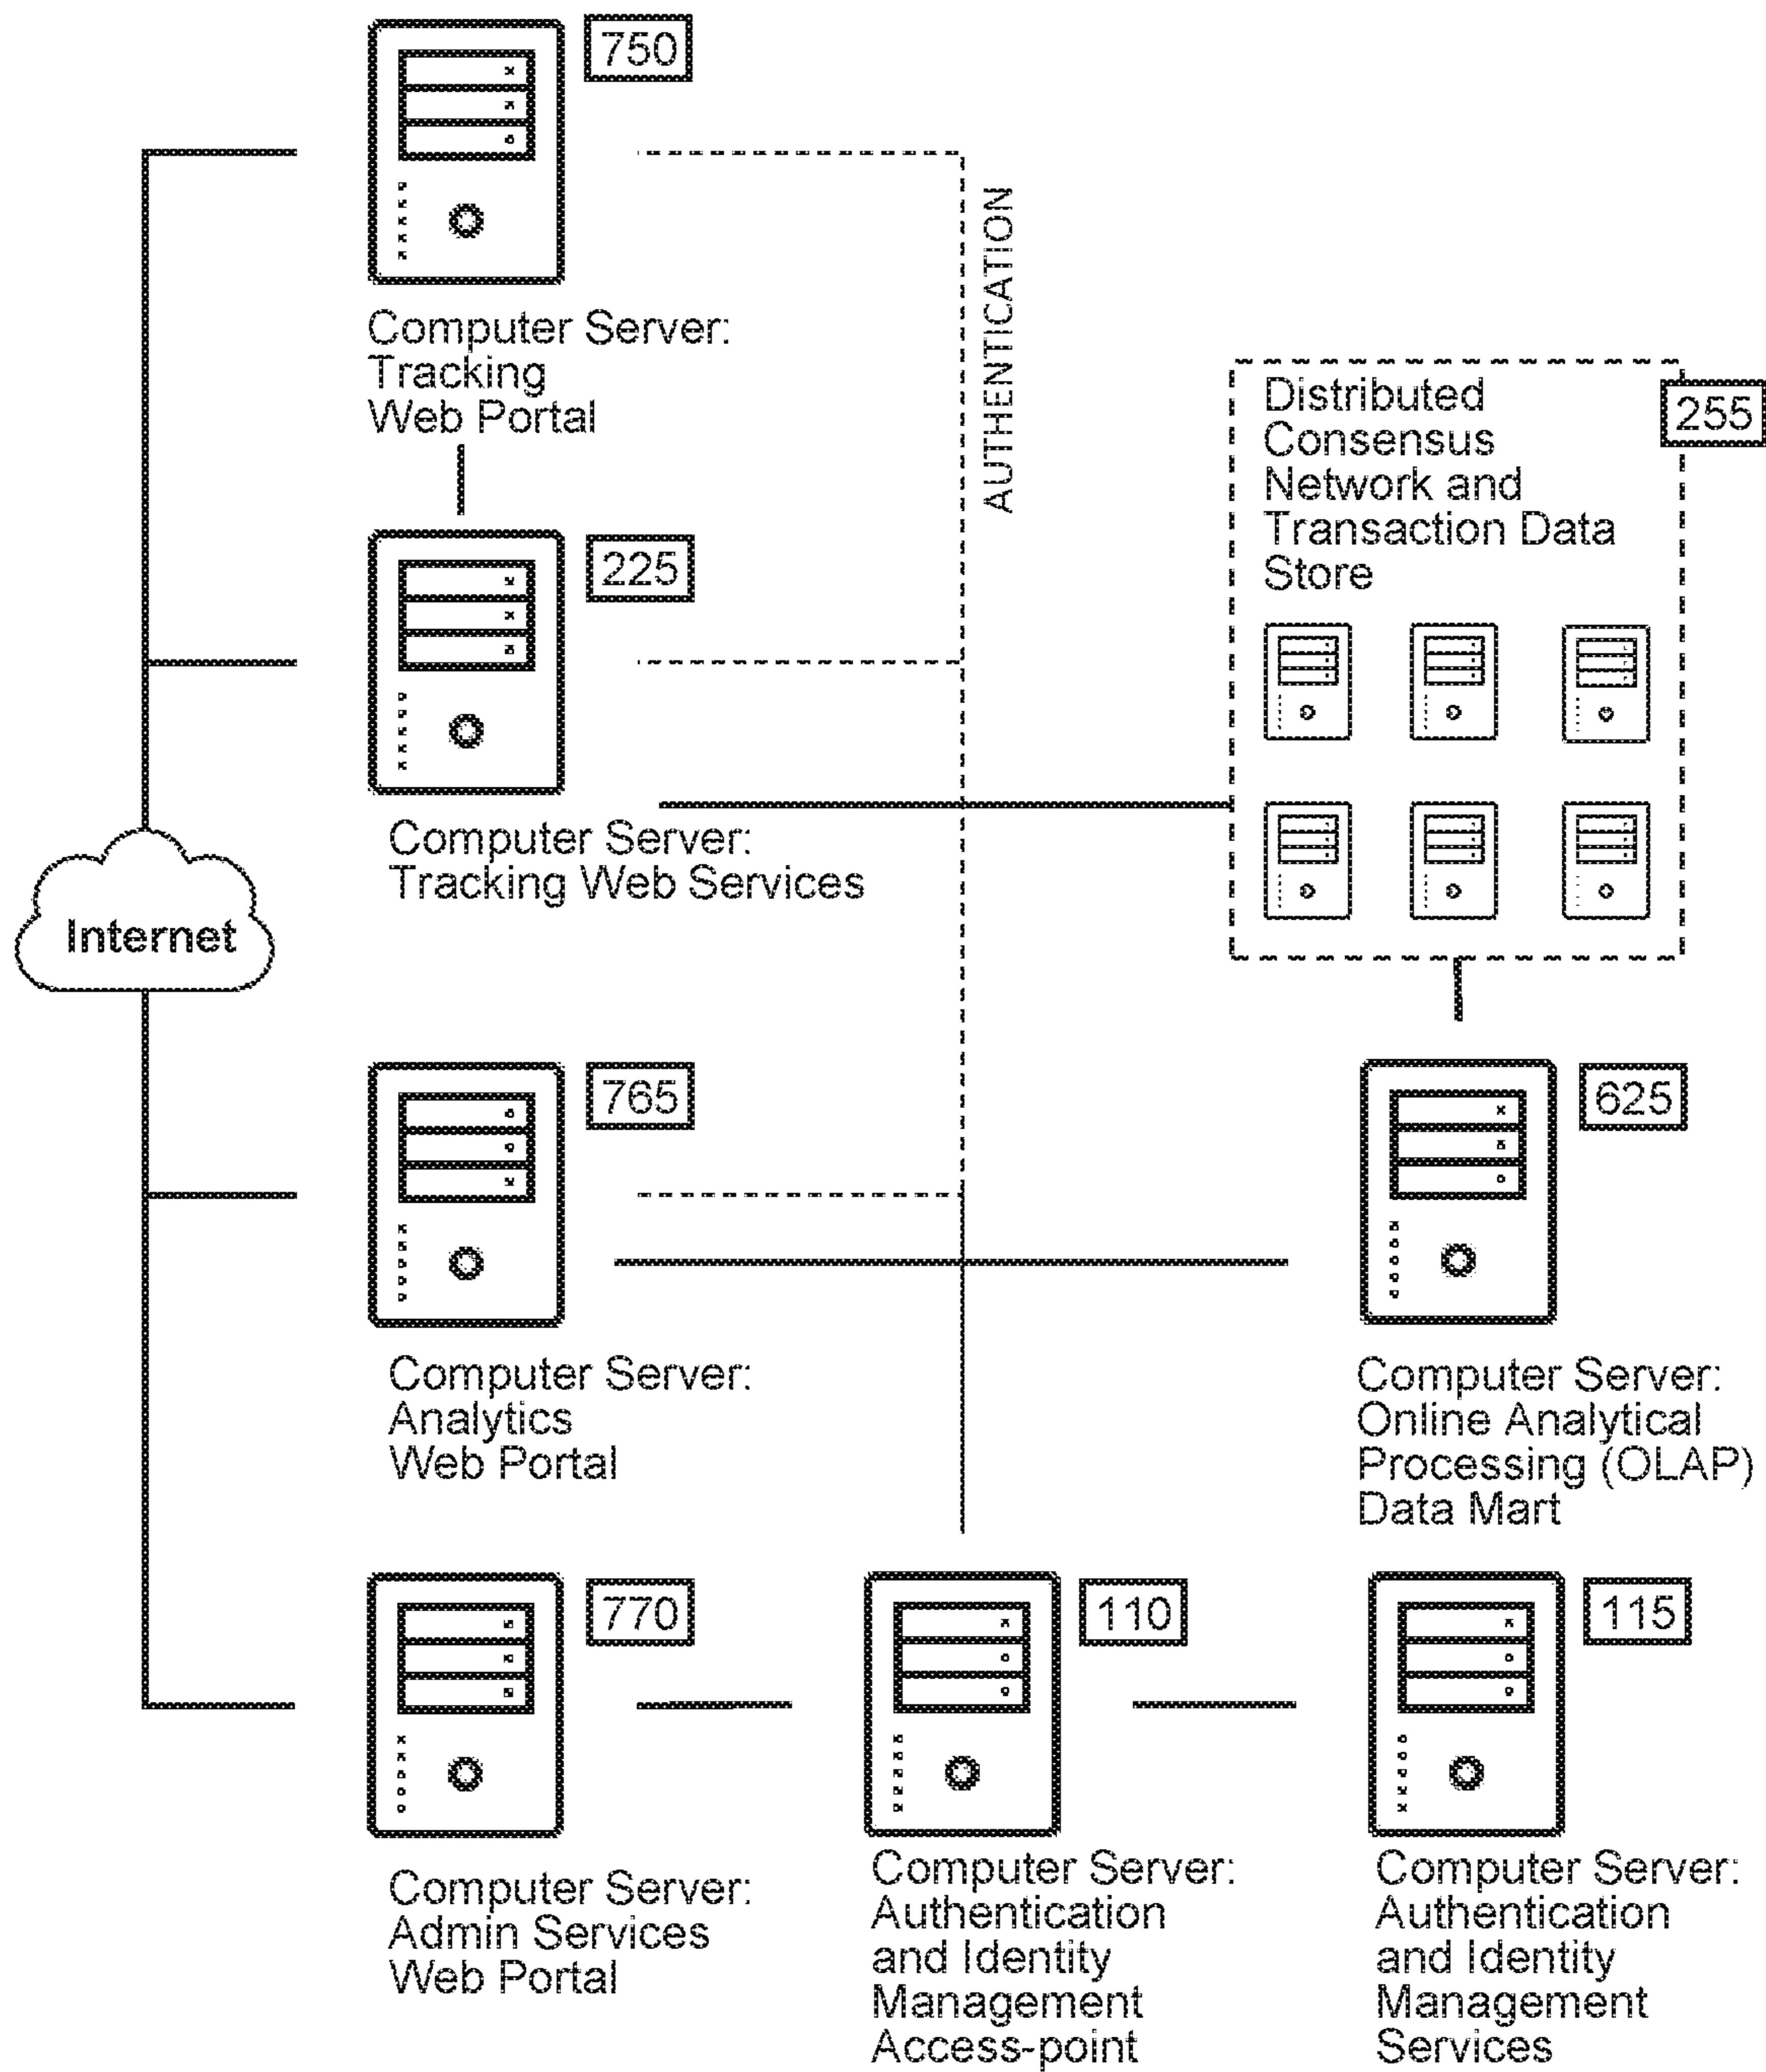 750
Computer Server:
Tracking
Web Portal
AUTHENTICATION
Distributed
Consensus
Network and
Transaction Data
Store
255
225
Computer Server:
Tracking Web Services
Internet
765
Computer Server:
Analytics
Web Portal
625
Computer Server:
Online Analytical
Processing (OLAP)
Data Mart
770
Computer Server:
Admin Services
Web Portal
110
Computer Server:
Authentication
and Identity
Management
Access-point
115
Computer Server:
Authentication
and Identity
Management
Services